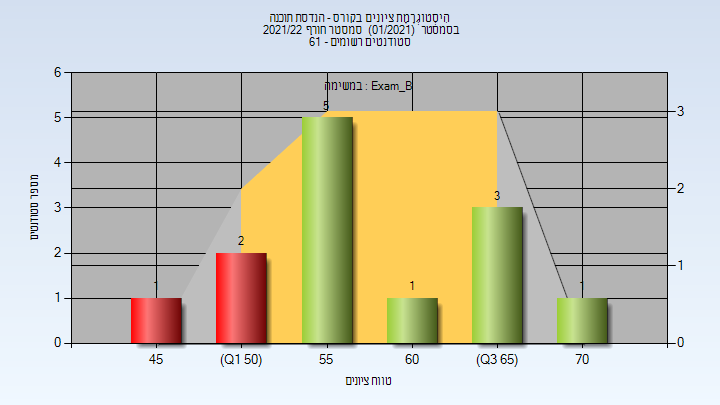 היסטוגרמת ציונים בקורס - הנדסת תוכנה
בסמסטר (01/2021) סמסטר חורף 2021/22
סטודנטים רשומים - 61
במשימה : Exam_B
מספר סטודנטים
6
5
4
3
2
1
0
3
2
1
0
1
2
5
1
3
1
45
(Q1 50)
55
60
(Q3 65)
70
טווח ציונים